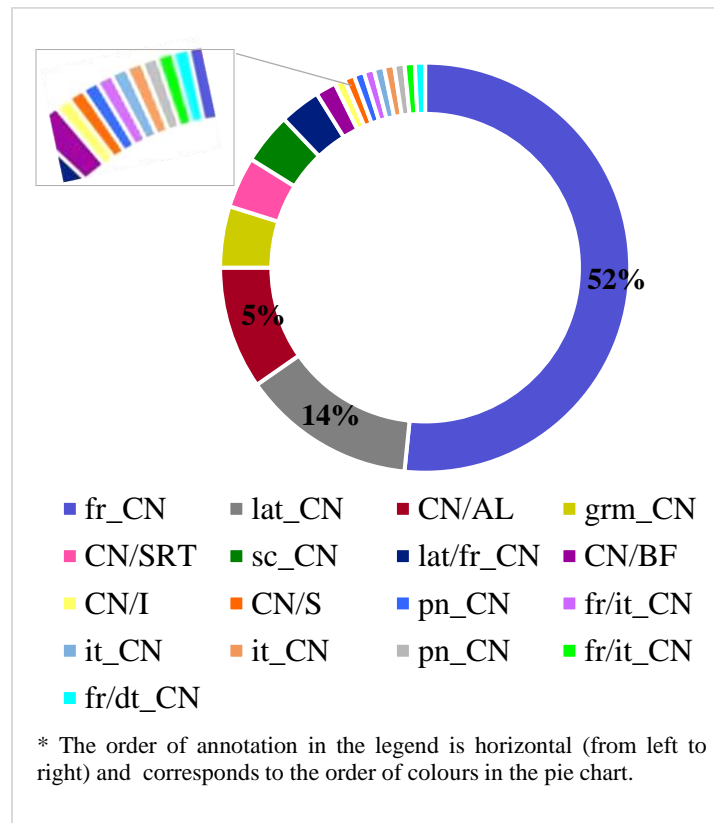 52%
5%
14%
fr_CN lat_CN CN/AL grm_CN
CN/SRT sc_CN lat/fr_CN CN/BF
CN/I CN/S pn_CN fr/it_CN
it_CN it_CN pn_CN fr/it_CN
fr/dt_CN
* The order of annotation in the legend is horizontal (from left to
right) and corresponds to the order of colours in the pie chart.